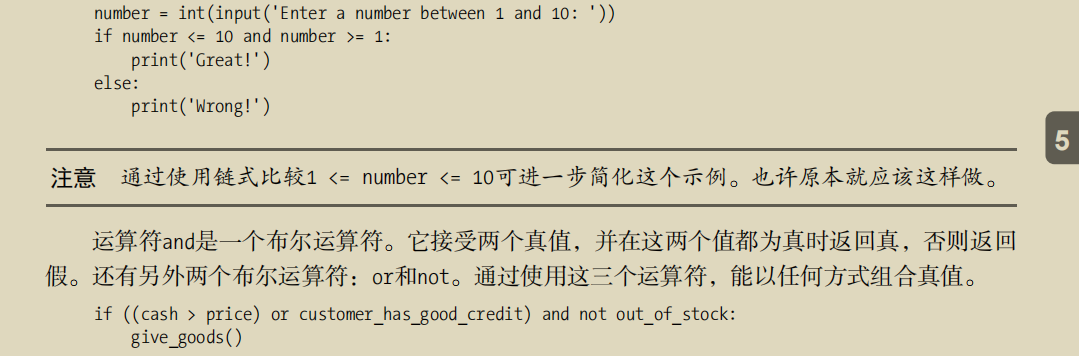 number = int(input('Enter a number between 1 and 10: '))
if number <= 10 and number >= 1:
    print('Great!')
else:
    print('Wrong!')
5
注意 通过使用链式比较1 <= number <= 10可进一步简化这个示例。也许原本就应该这样做。
运算符and是一个布尔运算符。它接受两个真值，并在这两个值都为真时返回真，否则返回
假。还有另外两个布尔运算符：or和not。通过使用这三个运算符，能以任何方式组合真值。
if ((cash > price) or customer_has_good_credit) and not out_of_stock:
    give_goods()